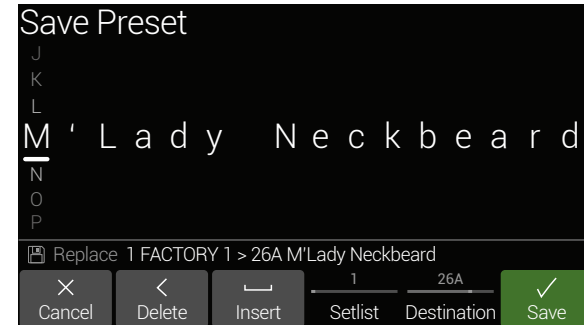 Save Preset
J
K
L
M ‘ L a d y   N e c k b e a r d
N
O
P
Replace 1 FACTORY 1 > 26A M’Lady Neckbeard
1 26A
Cancel Delete Insert Setlist Destination Save